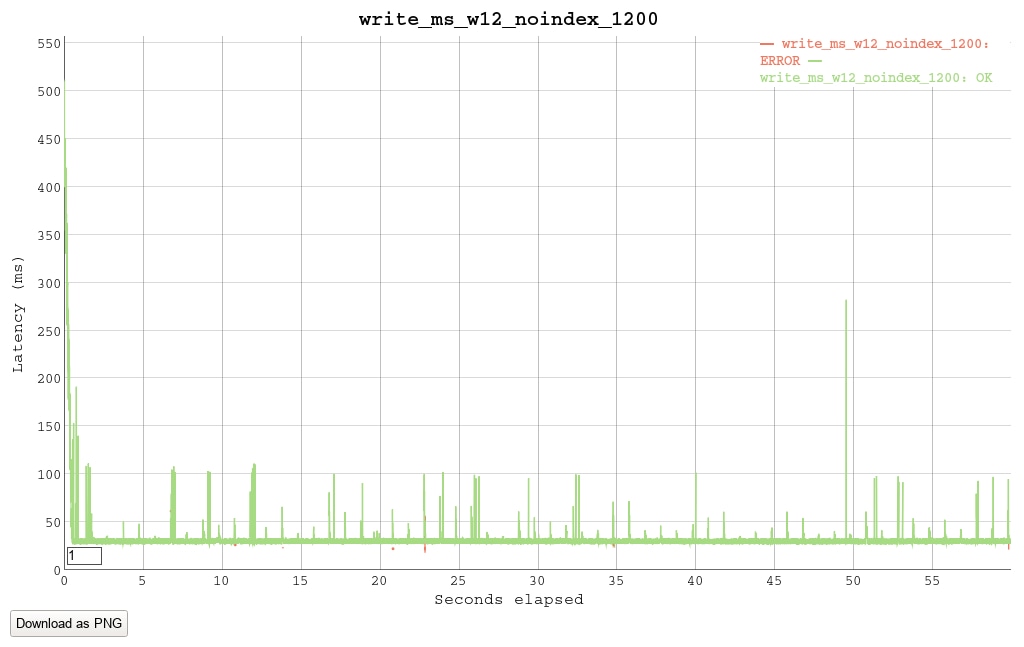 write_ms_w12_noindex_1200
write_ms_w12_noindex_1200:
ERROR
write_ms_w12_noindex_1200: OK
550
500
450
400
350
300
250
200
150
100
50
0
Latency (ms)
1
0 5 10 15 20 25 30 35 40 45 50 55
Seconds elapsed
Download as PNG